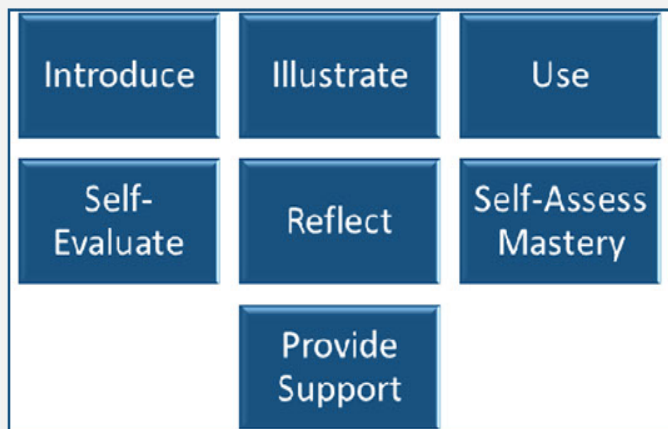 Introduce
Illustrate
Use
Self-
Evaluate
Reflect
Self-Assess
Mastery
Provide
Support